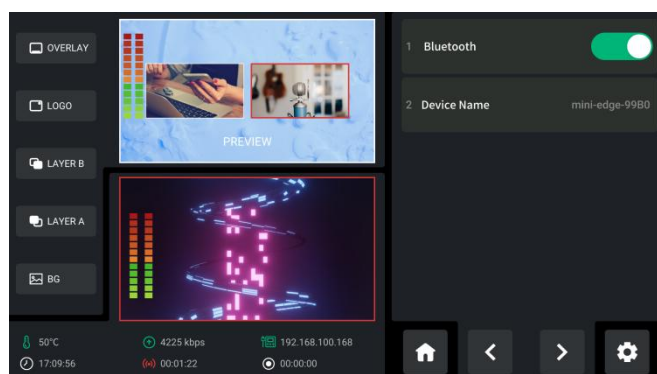 OVERLAY
LOGO
LAYER B
LAYER A
BG
PREVIEW
1 Bluetooth
2 Device Name mini-edge-99B0
50°C 4225 kbps 192.168.100.168
17:09:56 00:01:22 00:00:00